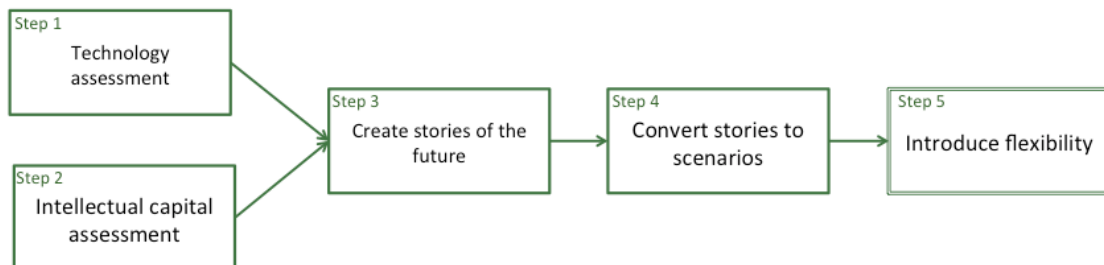 Step 1
Technology
assessment
Step 2
Intellectual capital
assessment
Step 3
Create stories of the
future
Step 4
Convert stories to
scenarios
Step 5
Introduce flexibility